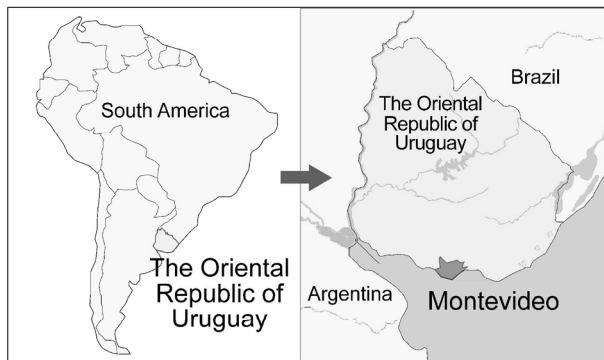 South America
The Oriental
Republic of
Uruguay
Brazil
The Oriental
Republic of
Uruguay
Argentina
Montevideo